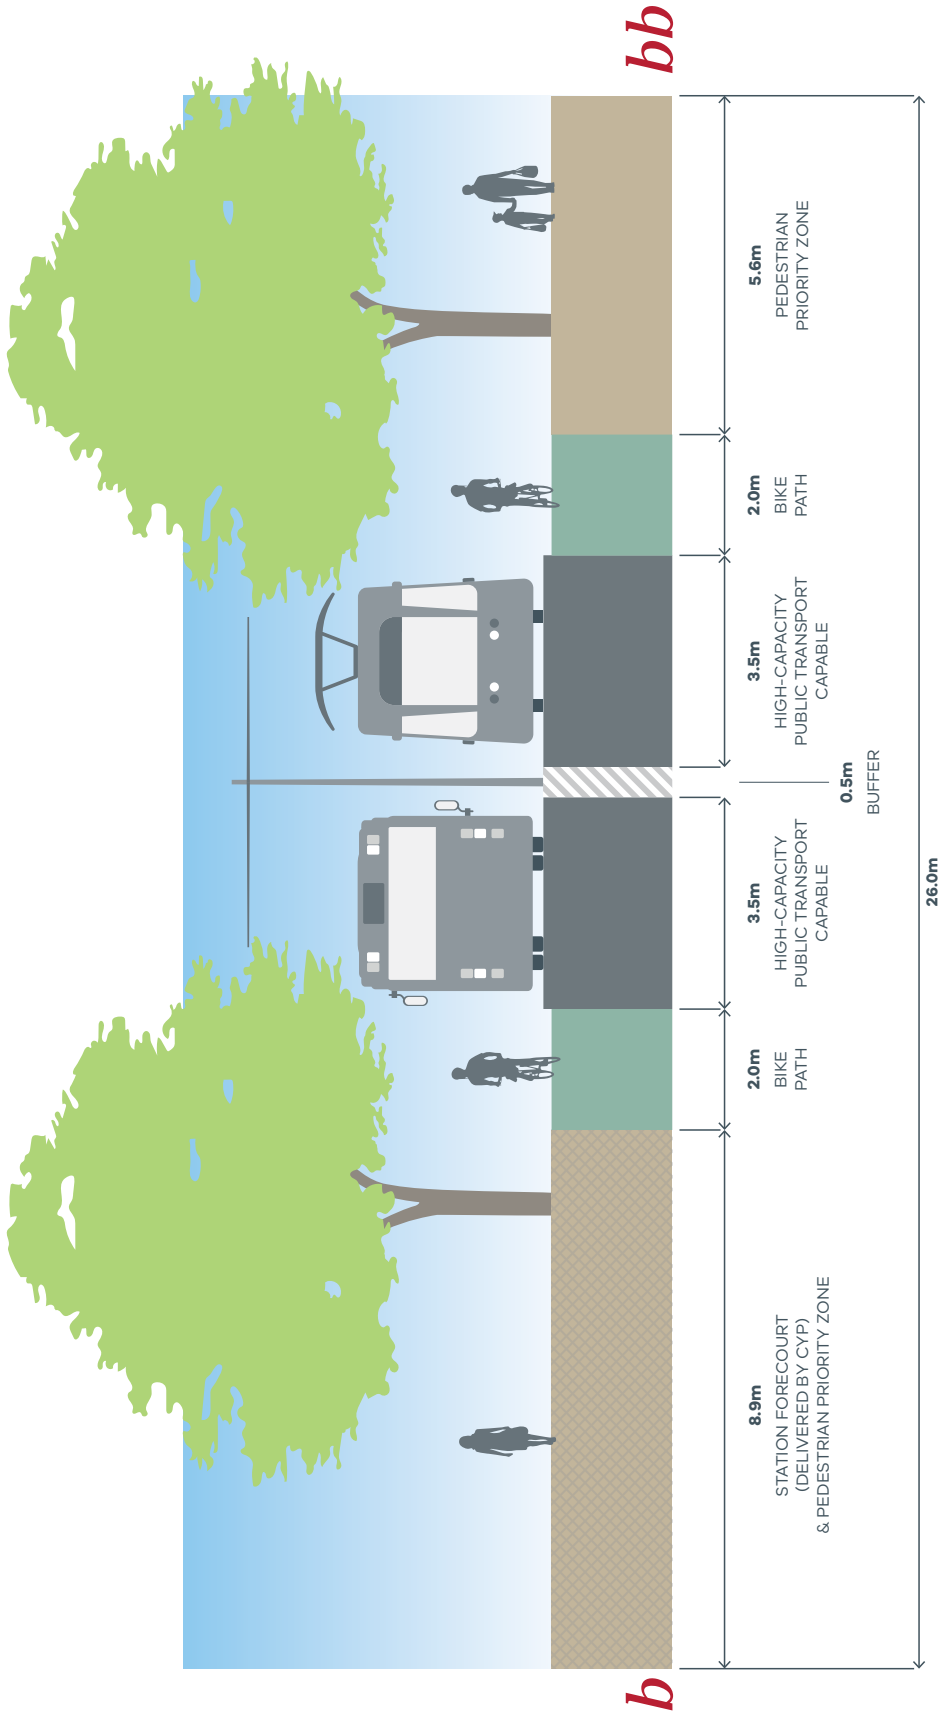 b
bb
8.9m
STATION FORECOURT
(DELIVERED BY CYP)
& PEDESTRIAN PRIORITY ZONE
2.0m
BIKE
PATH
3.5m
HIGH-CAPACITY
PUBLIC TRANSPORT
CAPABLE
0.5m
BUFFER
3.5m
HIGH-CAPACITY
PUBLIC TRANSPORT
CAPABLE
2.0m
BIKE
PATH
5.6m
PEDESTRIAN
PRIORITY ZONE
26.0m